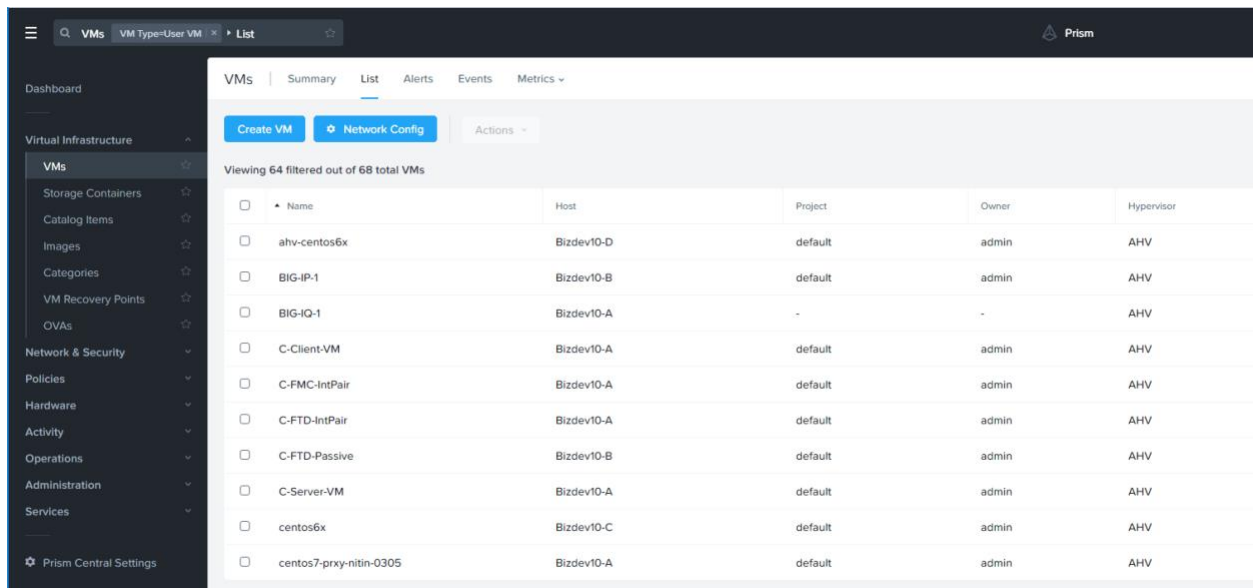 VMs VM Type=User VM × List
Prism
Dashboard
Virtual Infrastructure
VMs
Storage Containers
Catalog Items
Images
Categories
VM Recovery Points
OVAs
Network & Security
Policies
Hardware
Activity
Operations
Administration
Services
Prism Central Settings
VMs Summary List Alerts Events Metrics
Create VM Network Config Actions
Viewing 64 filtered out of 68 total VMs
Name Host Project Owner Hypervisor
ahv-centos6x Bizdev10-D default admin AHV
BIG-IP-1 Bizdev10-B default admin AHV
BIG-IQ-1 Bizdev10-A - - AHV
C-Client-VM Bizdev10-A default admin AHV
C-FMC-IntPair Bizdev10-A default admin AHV
C-FTD-IntPair Bizdev10-A default admin AHV
C-FTD-Passive Bizdev10-B default admin AHV
C-Server-VM Bizdev10-A default admin AHV
centos6x Bizdev10-C default admin AHV
centos7-prxy-nitin-0305 Bizdev10-A default admin AHV